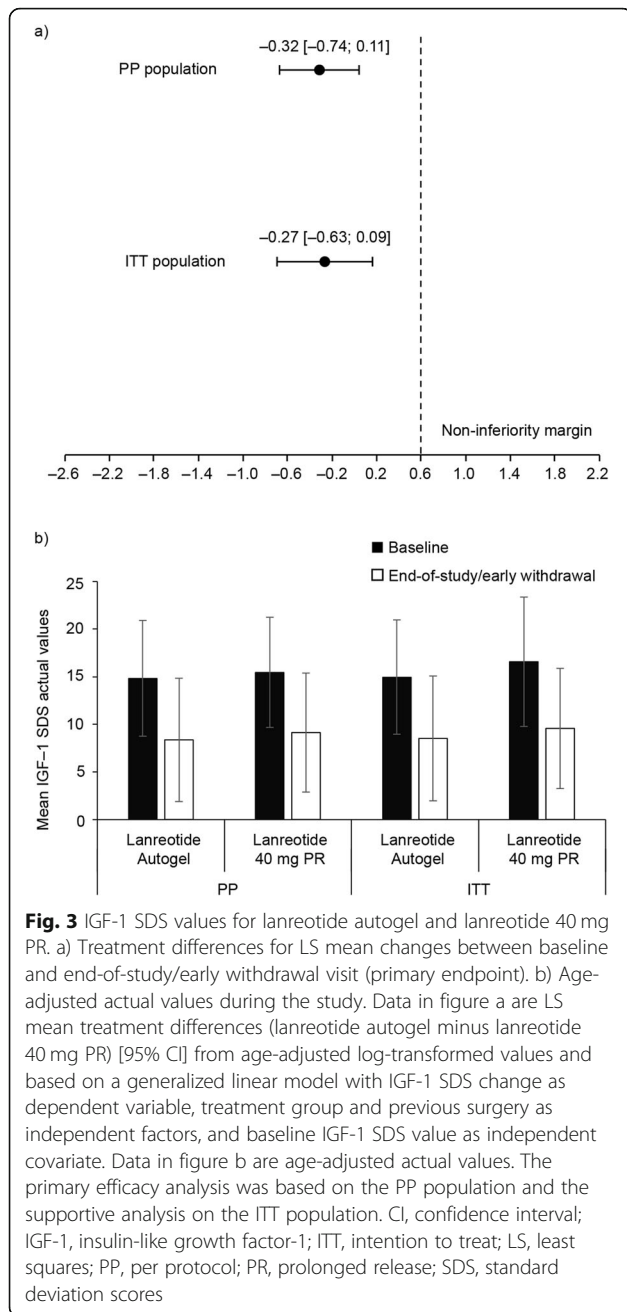 a)
–0.32 [–0.74; 0.11]
PP population
–0.27 [–0.63; 0.09]
ITT population
Non-inferiority margin
–2.6 –2.2 –1.8 –1.4 –1.0 –0.6 –0.2 0.2 0.6 1.0 1.4 1.8 2.2
b)
Baseline
End-of-study/early withdrawal
Mean IGF–1 SDS actual values
25
20
15
10
5
0
Lanreotide Autogel
Lanreotide 40 mg PR
Lanreotide Autogel
Lanreotide 40 mg PR
PP
ITT
Fig. 3 IGF-1 SDS values for lanreotide autogel and lanreotide 40 mg
PR. a) Treatment differences for LS mean changes between baseline
and end-of-study/early withdrawal visit (primary endpoint). b) Age-
adjusted actual values during the study. Data in figure a are LS
mean treatment differences (lanreotide autogel minus lanreotide
40 mg PR) [95% CI] from age-adjusted log-transformed values and
based on a generalized linear model with IGF-1 SDS change as
dependent variable, treatment group and previous surgery as
independent factors, and baseline IGF-1 SDS value as independent
covariate. Data in figure b are age-adjusted actual values. The
primary efficacy analysis was based on the PP population and the
supportive analysis on the ITT population. CI, confidence interval;
IGF-1, insulin-like growth factor-1; ITT, intention to treat; LS, least
squares; PP, per protocol; PR, prolonged release; SDS, standard
deviation scores